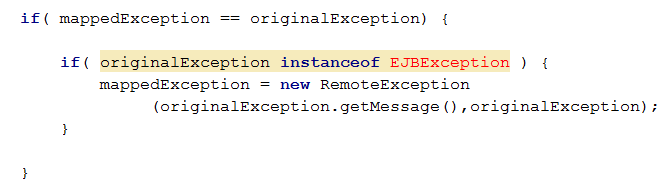 if( mappedException == originalException) {
if( originalException instanceof EJBException ) {
mappedException = new RemoteException
(originalException.getMessage(),originalException);
}
}